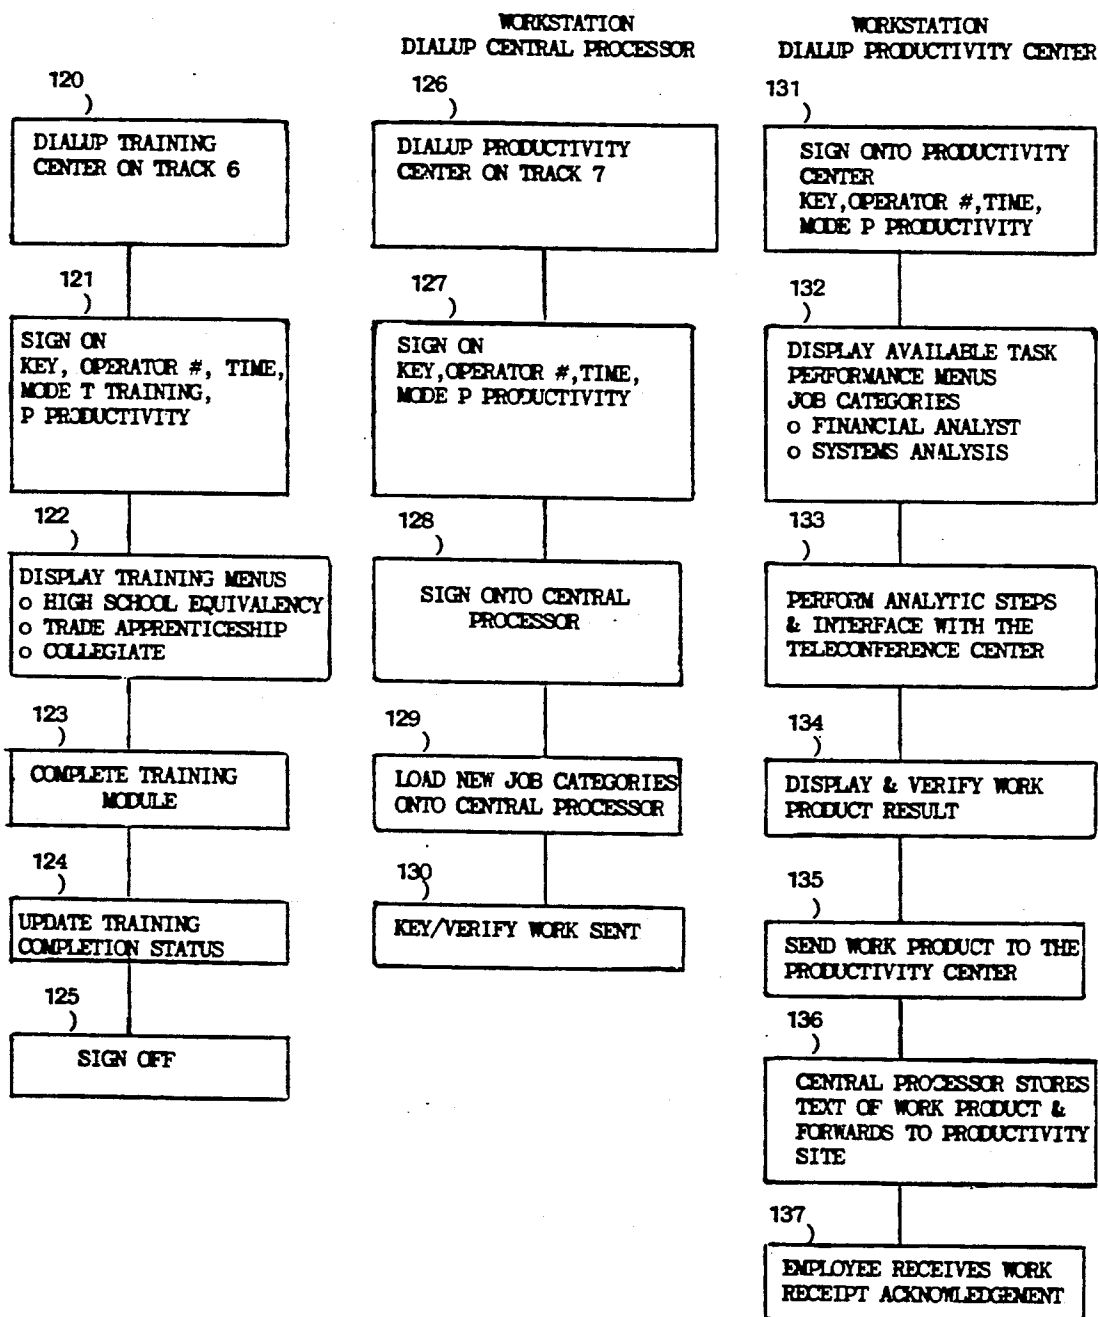 120
DIALUP TRAINING
CENTER ON TRACK 6
121
SIGN ON
KEY, OPERATOR #, TIME,
MODE T TRAINING,
P PRODUCTIVITY
122
DISPLAY TRAINING MENUS
o HIGH SCHOOL EQUIVALENCY
o TRADE APPRENTICESHIP
o COLLEGIATE
123
COMPLETE TRAINING
MODULE
124
UPDATE TRAINING
COMPLETION STATUS
125
SIGN OFF
WORKSTATION
DIALUP CENTRAL PROCESSOR
126
DIALUP PRODUCTIVITY
CENTER ON TRACK 7
127
SIGN ON
KEY,OPERATOR #,TIME,
MODE P PRODUCTIVITY
128
SIGN ONTO CENTRAL
PROCESSOR
129
LOAD NEW JOB CATEGORIES
ONTO CENTRAL PROCESSOR
130
KEY/VERIFY WORK SENT
WORKSTATION
DIALUP PRODUCTIVITY CENTER
131
SIGN ONTO PRODUCTIVITY
CENTER
KEY,OPERATOR #,TIME,
MODE P PRODUCTIVITY
132
DISPLAY AVAILABLE TASK
PERFORMANCE MENUS
JOB CATEGORIES
o FINANCIAL ANALYST
o SYSTEMS ANALYSIS
133
PERFORM ANALYTIC STEPS
& INTERFACE WITH THE
TELECONFERENCE CENTER
134
DISPLAY & VERIFY WORK
PRODUCT RESULT
135
SEND WORK PRODUCT TO THE
PRODUCTIVITY CENTER
136
CENTRAL PROCESSOR STORES
TEXT OF WORK PRODUCT &
FORWARDS TO PRODUCTIVITY
SITE
137
EMPLOYEE RECEIVES WORK
RECEIPT ACKNOWLEDGEMENT